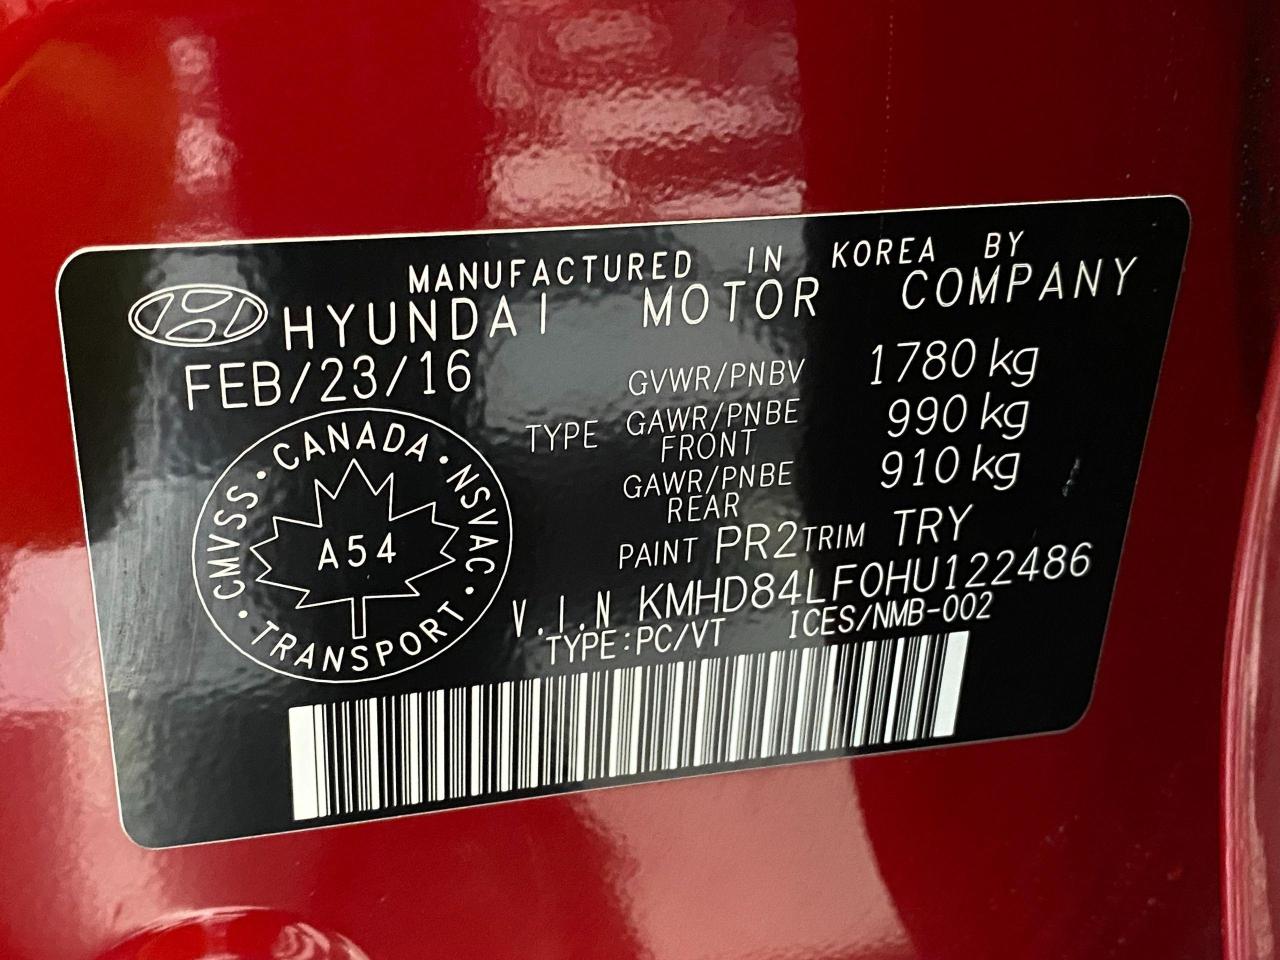 MANUFACTURED IN KOREA BY
HYUNDAI MOTOR COMPANY
FEB/23/16
CANADA · NSVAC · TRANSPORT · CMVSS ·
A54
TYPE
GVWR/PNBV 1780 kg
GAWR/PNBE FRONT 990 kg
GAWR/PNBE REAR 910 kg
PAINT PR2 TRIM TRY
V.I.N KMHD84LF0HU122486
TYPE:PC/VT ICES/NMB-002